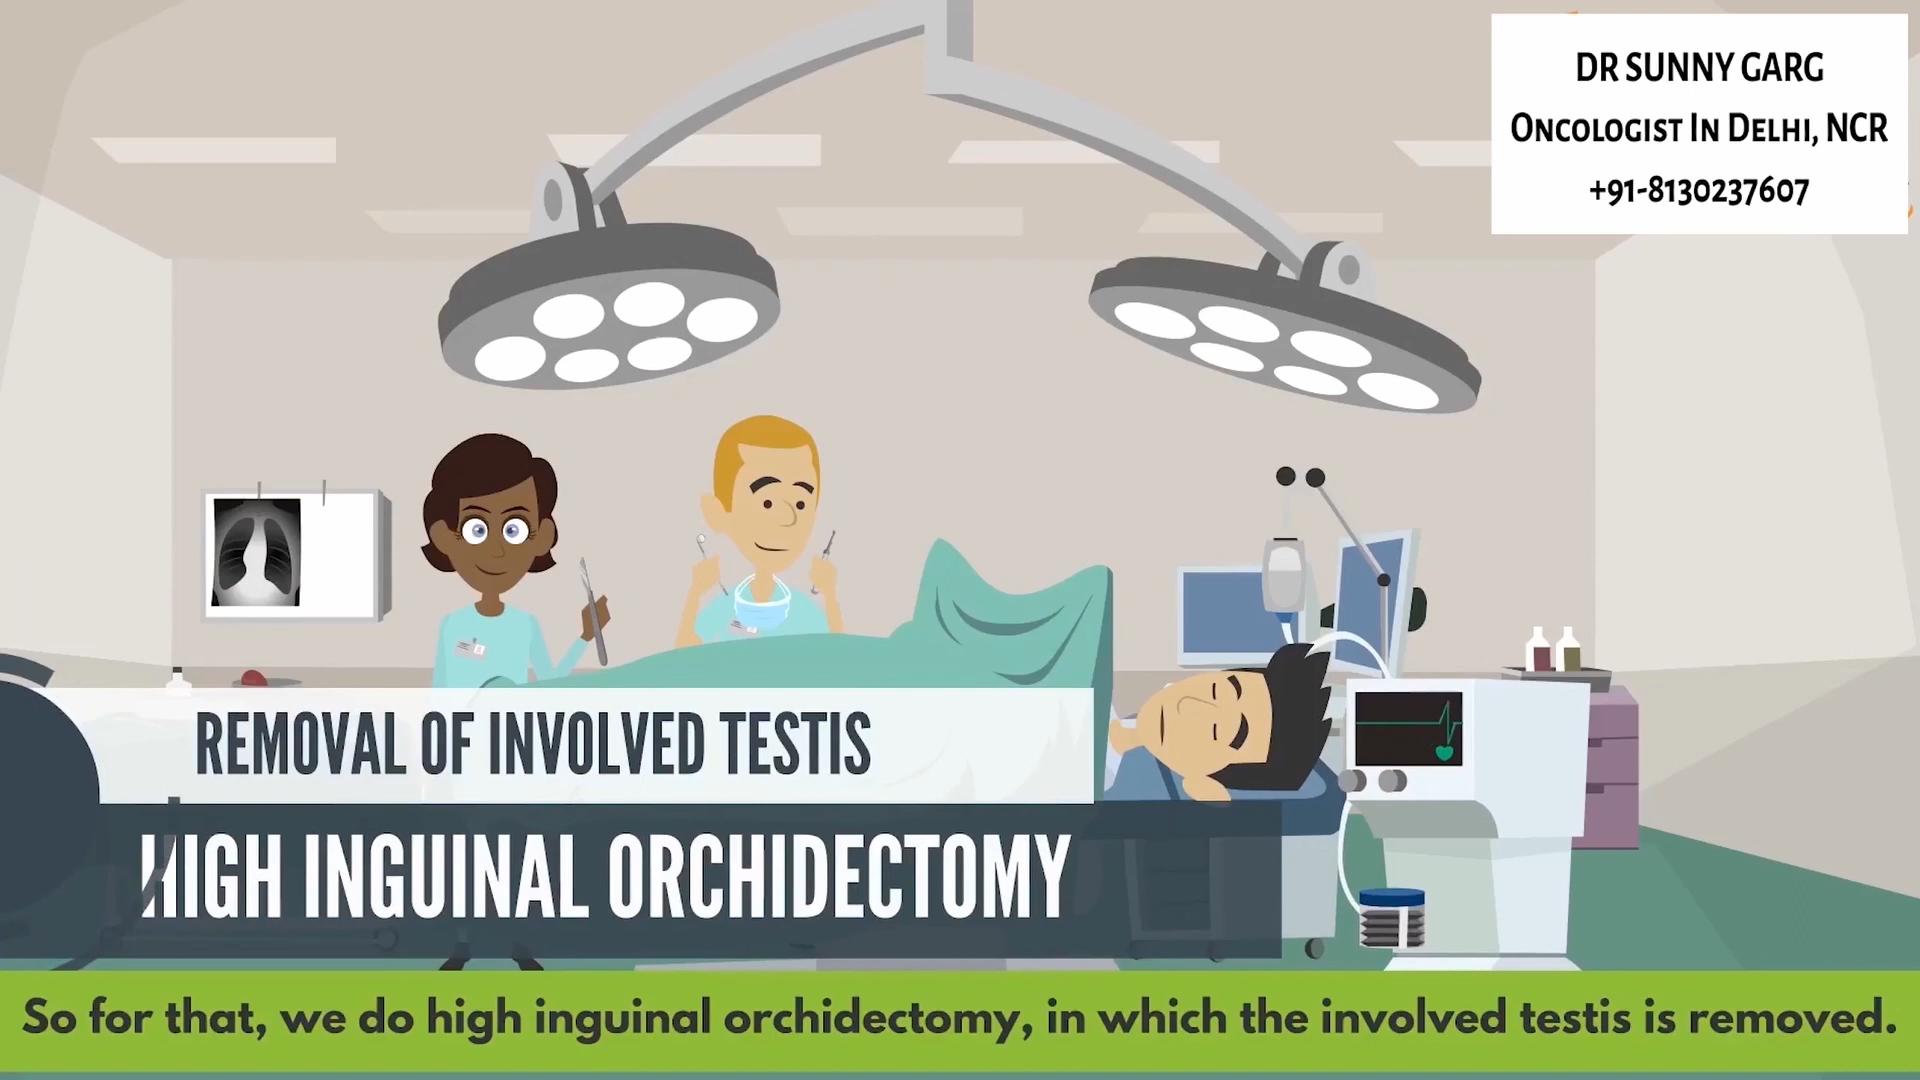 DR SUNNY GARG
ONCOLOGIST IN DELHI, NCR
+91-8130237607
REMOVAL OF INVOLVED TESTIS
HIGH INGUINAL ORCHIDECTOMY
So for that, we do high inguinal orchidectomy, in which the involved testis is removed.